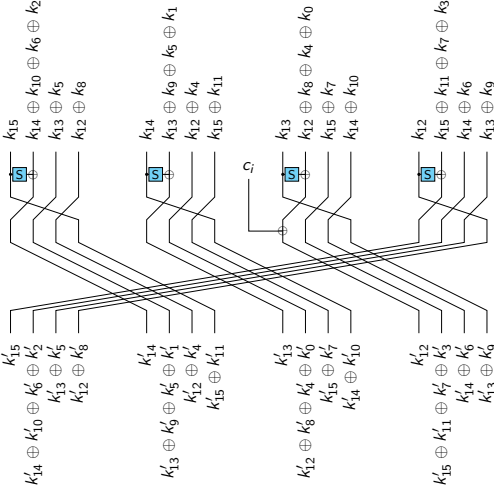 k₁₅
k₁₄ ⊕ k₁₀ ⊕ k₆ ⊕ k₂
k₁₃ ⊕ k₅
k₁₂ ⊕ k₈
k₁₄
k₁₃ ⊕ k₉ ⊕ k₅ ⊕ k₁
k₁₂ ⊕ k₄
k₁₅ ⊕ k₁₁
k₁₃
k₁₂ ⊕ k₈ ⊕ k₄ ⊕ k₀
k₁₅ ⊕ k₇
k₁₄ ⊕ k₁₀
k₁₂
k₁₅ ⊕ k₁₁ ⊕ k₇ ⊕ k₃
k₁₄ ⊕ k₆
k₁₃ ⊕ k₉
S
S
S
S
cᵢ
k′₁₅
k′₁₄ ⊕ k′₁₀ ⊕ k′₆ ⊕ k′₂
k′₁₃ ⊕ k′₅
k′₁₂ ⊕ k′₈
k′₁₄
k′₁₃ ⊕ k′₉ ⊕ k′₅ ⊕ k′₁
k′₁₂ ⊕ k′₄
k′₁₅ ⊕ k′₁₁
k′₁₃
k′₁₂ ⊕ k′₈ ⊕ k′₄ ⊕ k′₀
k′₁₅ ⊕ k′₇
k′₁₄ ⊕ k′₁₀
k′₁₂
k′₁₅ ⊕ k′₁₁ ⊕ k′₇ ⊕ k′₃
k′₁₄ ⊕ k′₆
k′₁₃ ⊕ k′₉